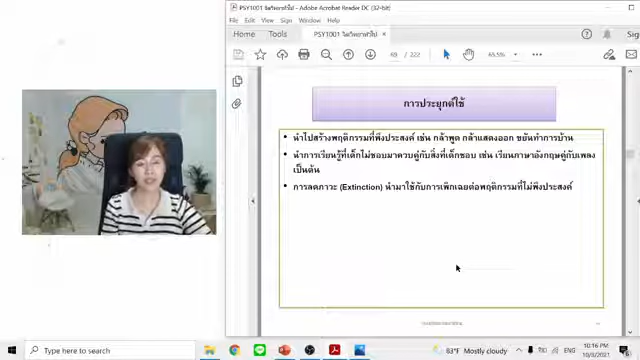 PSY1001 จิตวิทยาทั่วไป - Adobe Acrobat Reader DC (32-bit)
File Edit View Sign Window Help
Home Tools PSY1001 จิตวิทยาทั่วไป × Sign
69 / 222 65.5%
การประยุกต์ใช้
• นำไปสร้างพฤติกรรมที่พึงประสงค์ เช่น กล้าพูด กล้าแสดงออก ขยันทำการบ้าน
• นำการเรียนรู้ที่เด็กไม่ชอบมาควบคู่กับสิ่งที่เด็กชอบ เช่น เรียนภาษาอังกฤษคู่กับเพลง
เป็นต้น
• การลดภาวะ (Extinction) นำมาใช้กับการเพิกเฉยต่อพฤติกรรมที่ไม่พึงประสงค์
Type here to search
83°F Mostly cloudy ENG
10:16 PM
10/8/2021